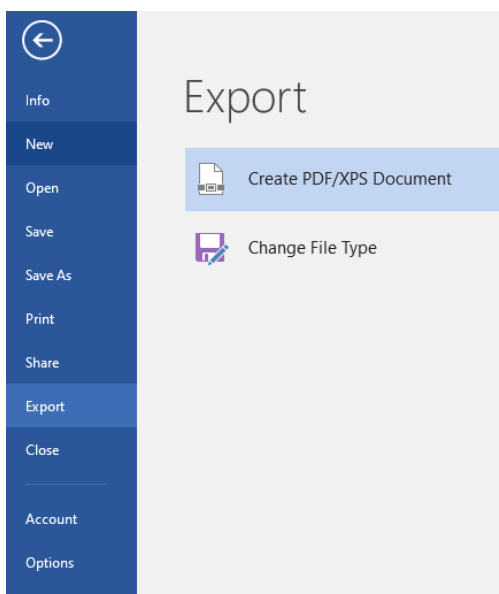 Info
New
Open
Save
Save As
Print
Share
Export
Close
Account
Options
Export
Create PDF/XPS Document
Change File Type